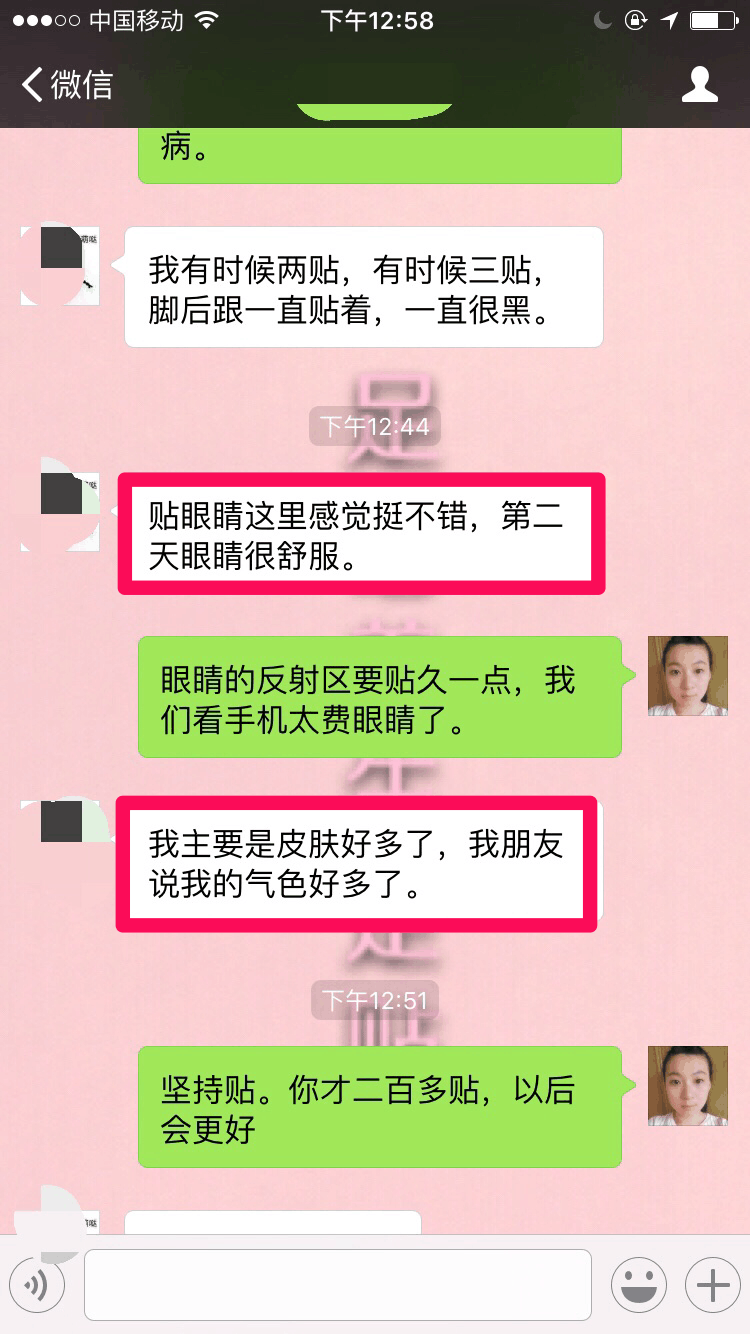 中国移动
下午12:58
微信
病。
我有时候两贴，有时候三贴，
脚后跟一直贴着，一直很黑。
足
下午12:44
贴眼睛这里感觉挺不错，第二
天眼睛很舒服。
眼睛的反射区要贴久一点，我
们看手机太费眼睛了。
我主要是皮肤好多了，我朋友
说我的气色好多了。
足
下午12:51
贴
坚持贴。你才二百多贴，以后
会更好